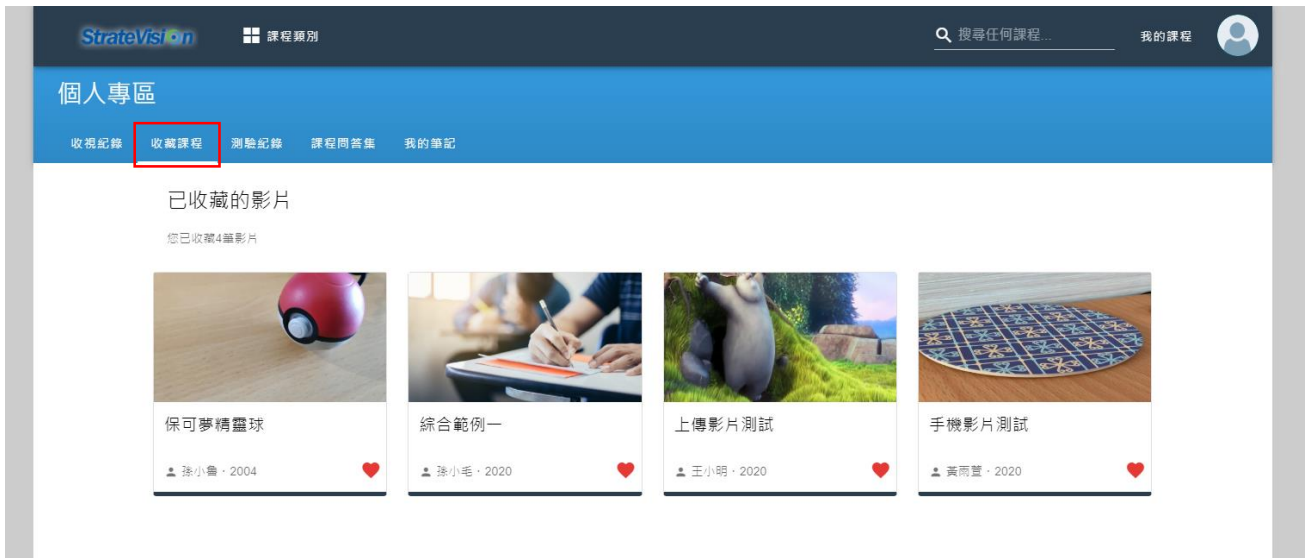 StrateVision 課程類別 搜尋任何課程... 我的課程
個人專區
收視紀錄 收藏課程 測驗紀錄 課程問答集 我的筆記
已收藏的影片
您已收藏4筆影片
保可夢精靈球 綜合範例一 上傳影片測試 手機影片測試
孫小魯・2004 孫小毛・2020 王小明・2020 黃雨萱・2020